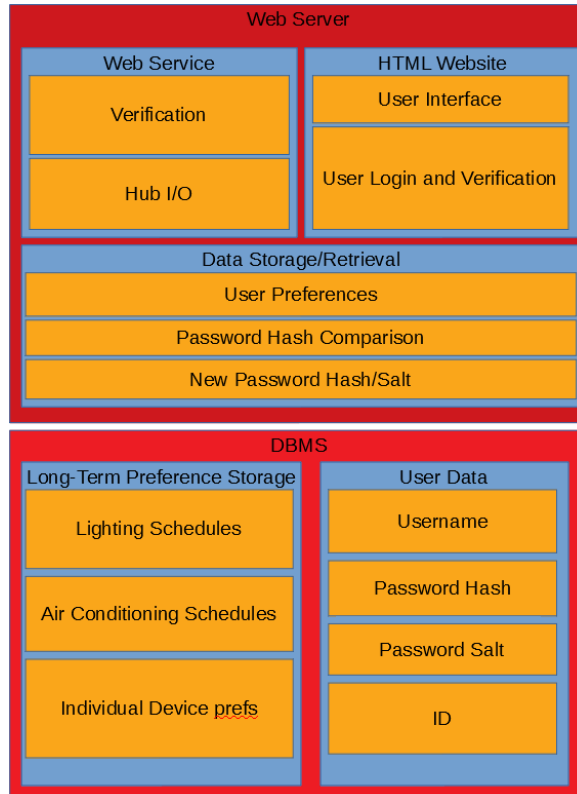 Web Server
Web Service
Verification
Hub I/O
HTML Website
User Interface
User Login and Verification
Data Storage/Retrieval
User Preferences
Password Hash Comparison
New Password Hash/Salt
DBMS
Long-Term Preference Storage
Lighting Schedules
Air Conditioning Schedules
Individual Device prefs
User Data
Username
Password Hash
Password Salt
ID